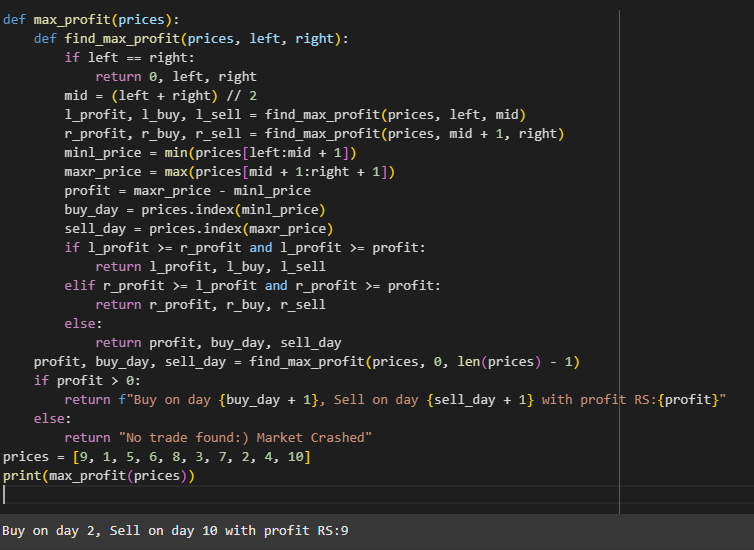 def max_profit(prices):
    def find_max_profit(prices, left, right):
        if left == right:
            return 0, left, right
        mid = (left + right) // 2
        l_profit, l_buy, l_sell = find_max_profit(prices, left, mid)
        r_profit, r_buy, r_sell = find_max_profit(prices, mid + 1, right)
        minl_price = min(prices[left:mid + 1])
        maxr_price = max(prices[mid + 1:right + 1])
        profit = maxr_price - minl_price
        buy_day = prices.index(minl_price)
        sell_day = prices.index(maxr_price)
        if l_profit >= r_profit and l_profit >= profit:
            return l_profit, l_buy, l_sell
        elif r_profit >= l_profit and r_profit >= profit:
            return r_profit, r_buy, r_sell
        else:
            return profit, buy_day, sell_day
    profit, buy_day, sell_day = find_max_profit(prices, 0, len(prices) - 1)
    if profit > 0:
        return f"Buy on day {buy_day + 1}, Sell on day {sell_day + 1} with profit RS:{profit}"
    else:
        return "No trade found:) Market Crashed"
prices = [9, 1, 5, 6, 8, 3, 7, 2, 4, 10]
print(max_profit(prices))
Buy on day 2, Sell on day 10 with profit RS:9